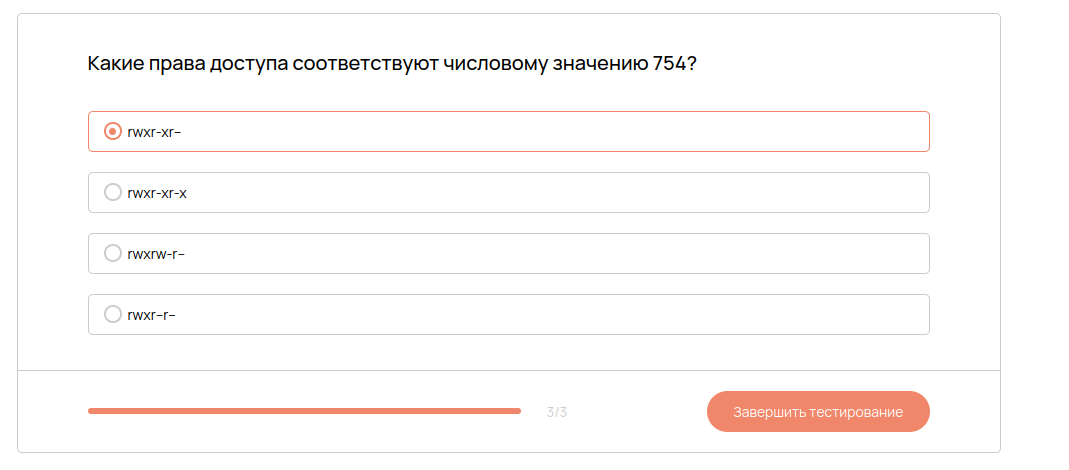 Какие права доступа соответствуют числовому значению 754?
rwxr-xr–
rwxr-xr-x
rwxrw-r–
rwxr–r–
3/3
Завершить тестирование